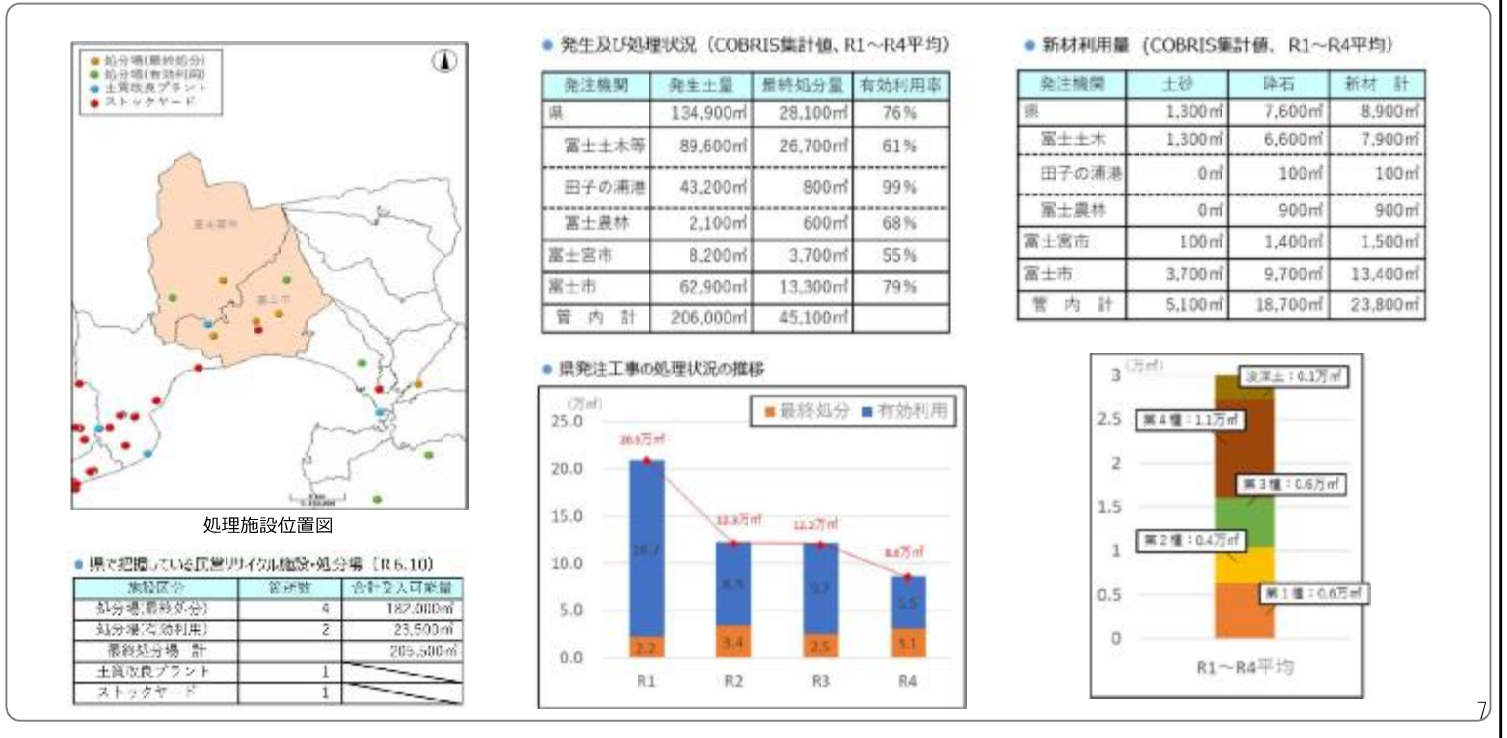 処分場(最終処分)
処分場(有効利用)
土質改良プラント
ストックヤード
富士宮市
富士市
処理施設位置図
● 県で把握している民営リサイクル施設・処分場（R6.10）
施設区分 箇所数 合計受入可能量
処分場(最終処分) 4 182,000㎥
処分場(有効利用) 2 23,500㎥
最終処分場 計 205,500㎥
土質改良プラント 1
ストックヤード 1
● 発生及び処理状況（COBRIS集計値、R1～R4平均）
発注機関 発生土量 最終処分量 有効利用率
県 134,900㎥ 28,100㎥ 76%
富士土木等 89,600㎥ 26,700㎥ 61%
田子の浦港 43,200㎥ 800㎥ 99%
富士農林 2,100㎥ 600㎥ 68%
富士宮市 8,200㎥ 3,700㎥ 55%
富士市 62,900㎥ 13,300㎥ 79%
管 内 計 206,000㎥ 45,100㎥
● 県発注工事の処理状況の推移
(万㎥)
最終処分 有効利用
25.0
20.0
15.0
10.0
5.0
0.0
12.3万㎥
12.2万㎥
8.6万㎥
18.7
8.9
9.7
5.5
2.2
3.4
2.5
R1 R2 R3 R4
● 新材利用量（COBRIS集計値、R1～R4平均）
発注機関 土砂 砕石 新材 計
県 1,300㎥ 7,600㎥ 8,900㎥
富士土木 1,300㎥ 6,600㎥ 7,900㎥
田子の浦港 0㎥ 100㎥ 100㎥
富士農林 0㎥ 900㎥ 900㎥
富士宮市 100㎥ 1,400㎥ 1,500㎥
富士市 3,700㎥ 9,700㎥ 13,400㎥
管 内 計 5,100㎥ 18,700㎥ 23,800㎥
(万㎥)
3
2.5
2
1.5
1
0.5
0
浚渫土：0.1万㎥
第4種：1.1万㎥
第3種：0.6万㎥
第2種：0.4万㎥
第1種：0.6万㎥
R1～R4平均
7